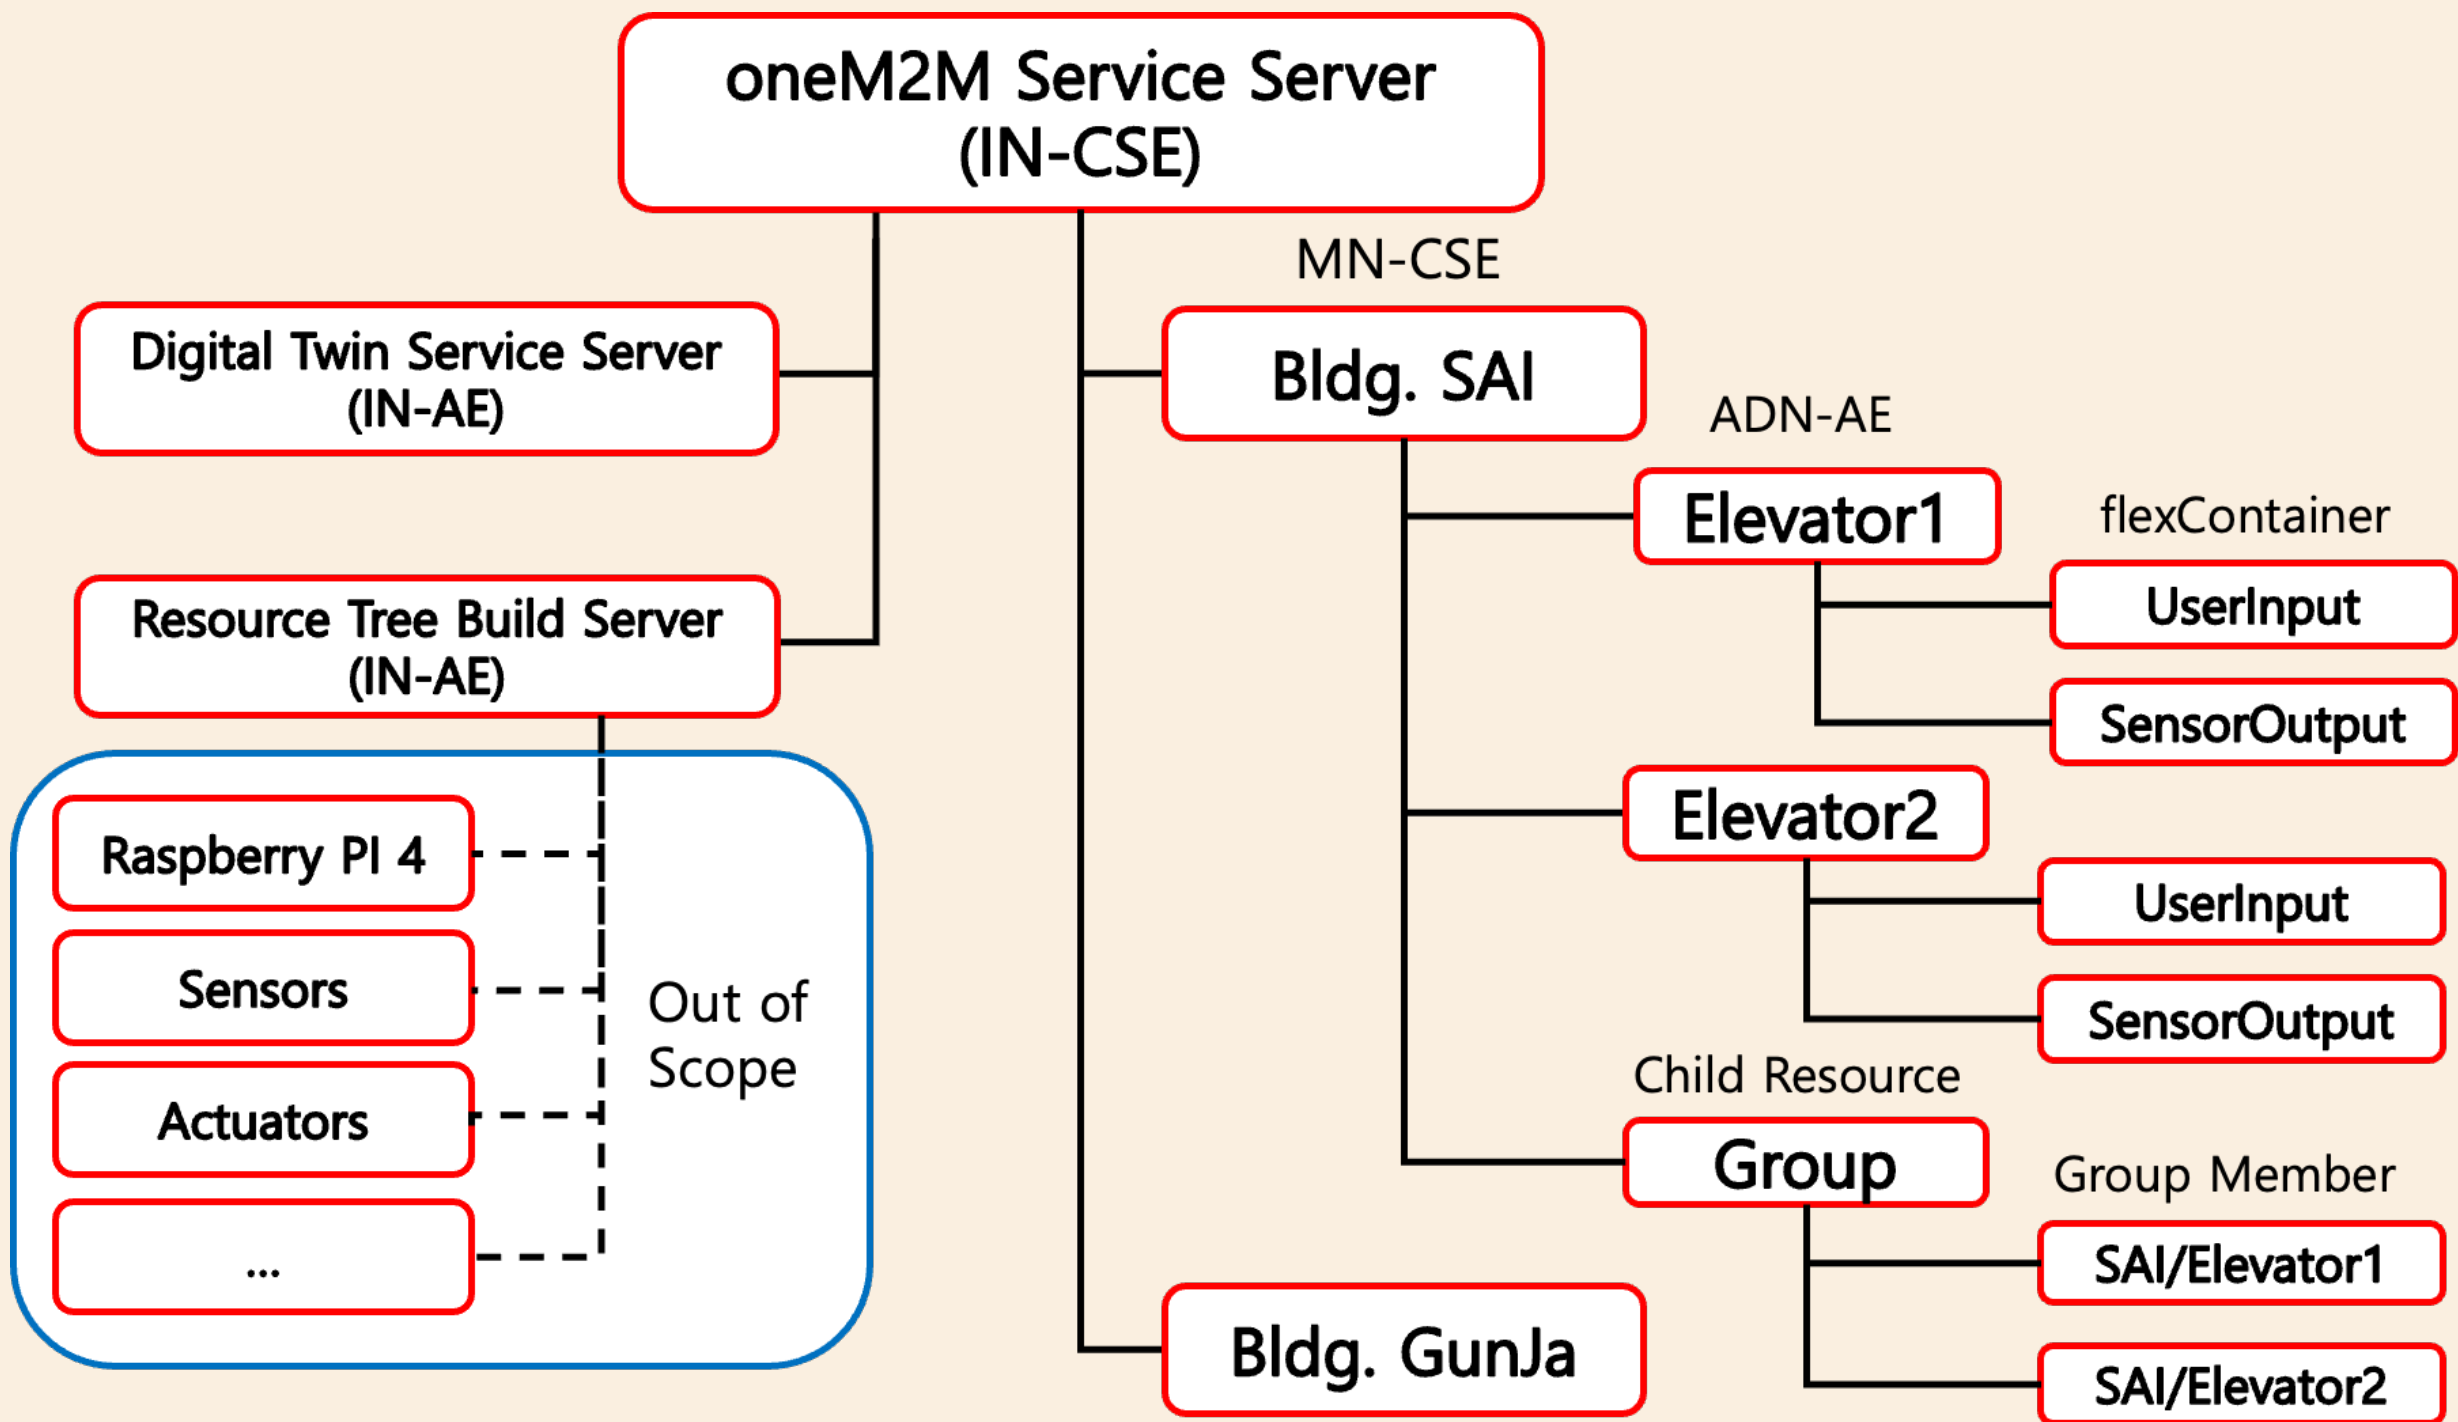 oneM2M Service Server
(IN-CSE)
MN-CSE
Digital Twin Service Server
(IN-AE)
Bldg. SAI
ADN-AE
Elevator1
flexContainer
UserInput
SensorOutput
Resource Tree Build Server
(IN-AE)
Elevator2
UserInput
SensorOutput
Raspberry PI 4
Sensors
Actuators
...
Out of
Scope
Child Resource
Group
Group Member
SAI/Elevator1
SAI/Elevator2
Bldg. GunJa